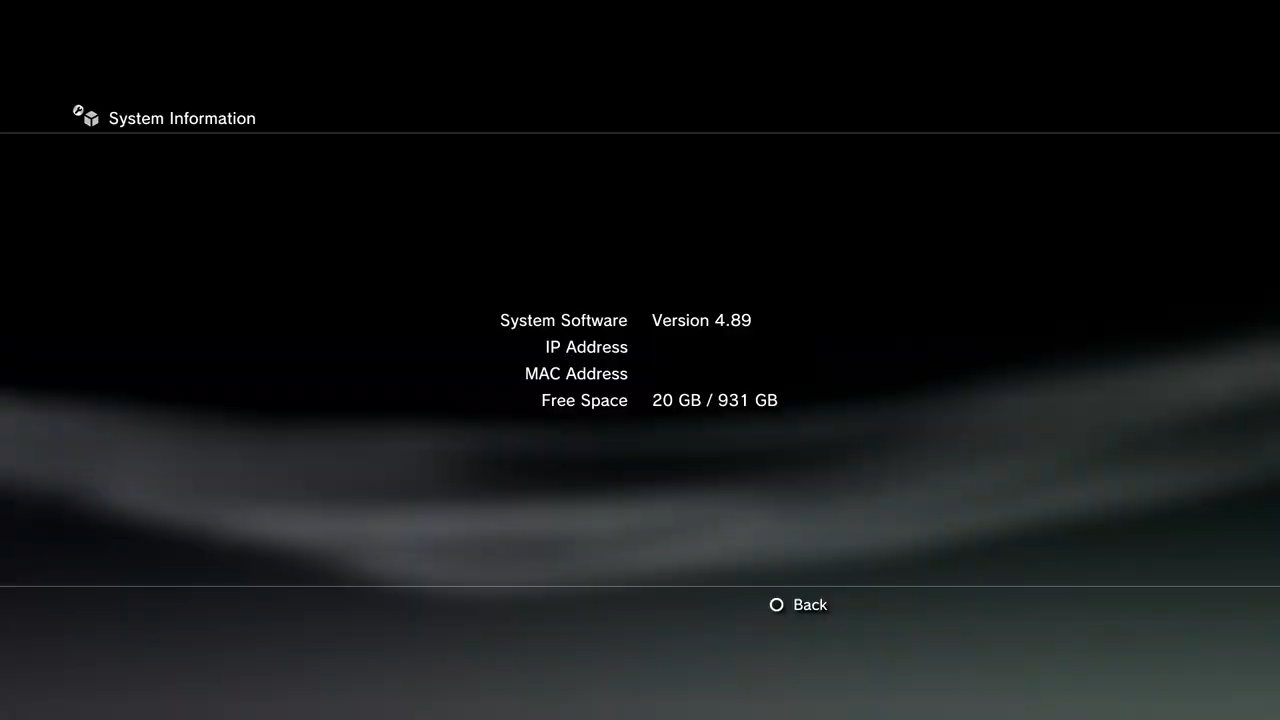 System Information
System Software Version 4.89
IP Address
MAC Address
Free Space 20 GB / 931 GB
Back